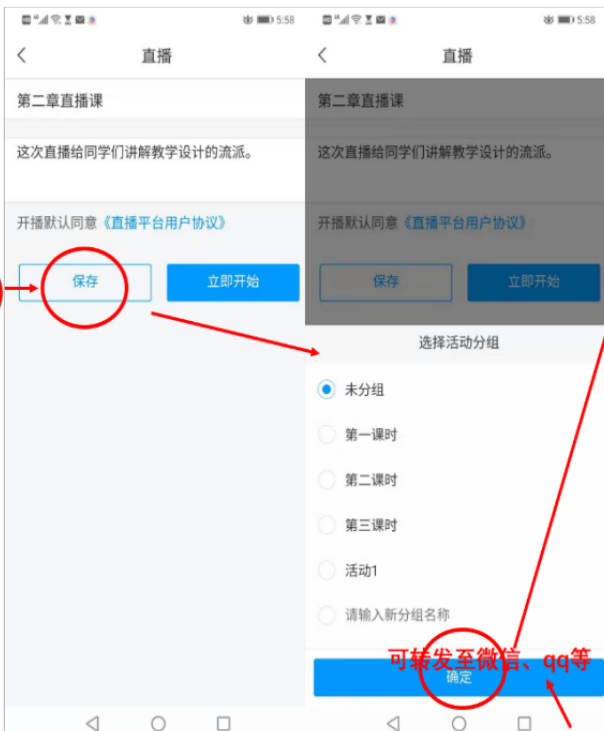 5:58
直播
第二章直播课
这次直播给同学们讲解教学设计的流派。
开播默认同意《直播平台用户协议》
保存
立即开始
5:58
直播
第二章直播课
这次直播给同学们讲解教学设计的流派。
开播默认同意《直播平台用户协议》
保存
立即开始
选择活动分组
未分组
第一课时
第二课时
第三课时
活动1
请输入新分组名称
可转发至微信、qq等
确定